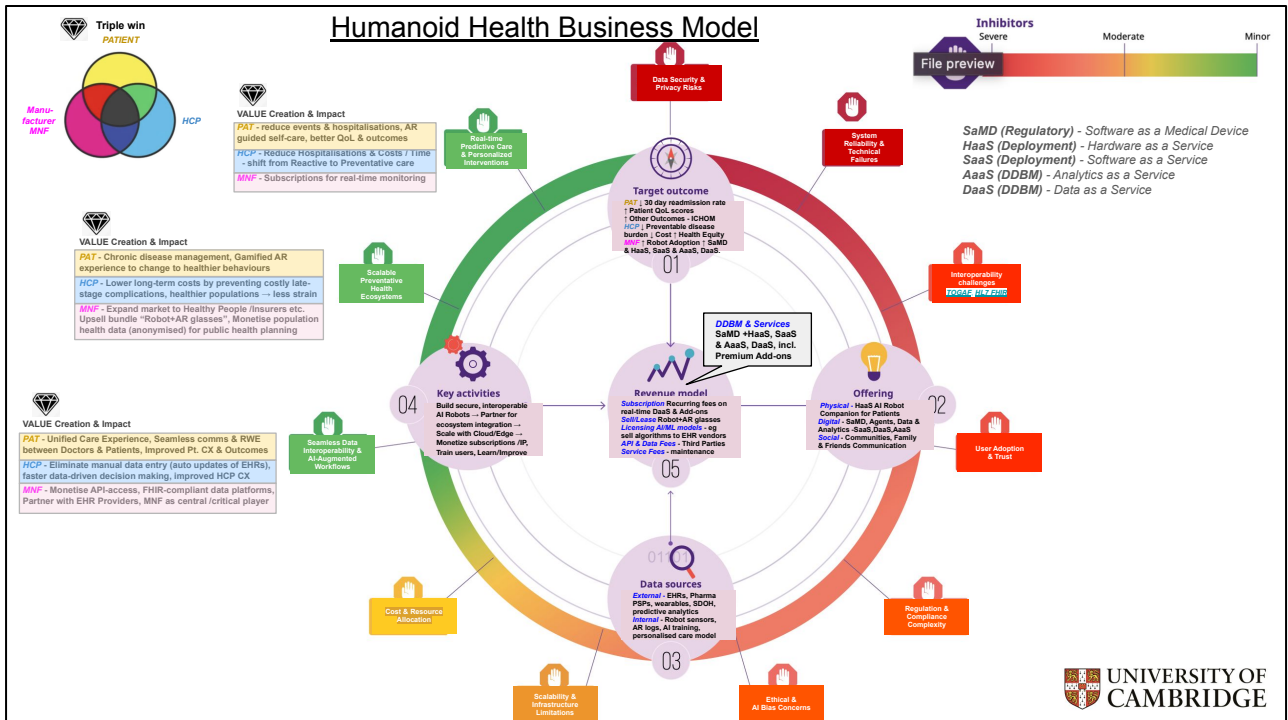 Humanoid Health Business Model
Triple win
PATIENT
Manu-
facturer
MNF
HCP
Inhibitors
Severe
Moderate
Minor
File preview
SaMD (Regulatory) - Software as a Medical Device
HaaS (Deployment) - Hardware as a Service
SaaS (Deployment) - Software as a Service
AaaS (DDBM) - Analytics as a Service
DaaS (DDBM) - Data as a Service
VALUE Creation & Impact
PAT - reduce events & hospitalisations, AR
guided self-care, better QoL & outcomes
HCP - Reduce Hospitalisations & Costs / Time
- shift from Reactive to Preventative care
MNF - Subscriptions for real-time monitoring
VALUE Creation & Impact
PAT - Chronic disease management, Gamified AR
experience to change to healthier behaviours
HCP - Lower long-term costs by preventing costly late-
stage complications, healthier populations → less strain
MNF - Expand market to Healthy People /Insurers etc.
Upsell bundle “Robot+AR glasses”, Monetise population
health data (anonymised) for public health planning
VALUE Creation & Impact
PAT - Unified Care Experience, Seamless comms & RWE
between Doctors & Patients, Improved Pt. CX & Outcomes
HCP - Eliminate manual data entry (auto updates of EHRs),
faster data-driven decision making, improved HCP CX
MNF - Monetise API-access, FHIR-compliant data platforms,
Partner with EHR Providers, MNF as central /critical player
Real-time
Predictive Care
& Personalized
Interventions
Scalable
Preventative
Health
Ecosystems
Seamless Data
Interoperability &
AI-Augmented
Workflows
Cost & Resource
Allocation
Scalability &
Infrastructure
Limitations
Ethical &
AI Bias Concerns
Regulation &
Compliance
Complexity
User Adoption
& Trust
Interoperability
challenges
TOGAF, HL7 FHIR
System
Reliability &
Technical
Failures
Data Security &
Privacy Risks
Target outcome
PAT ↓ 30 day readmission rate
↑ Patient QoL scores
↑ Other Outcomes - ICHOM
HCP ↓ Preventable disease
burden ↓ Cost ↑ Health Equity
MNF ↑ Robot Adoption ↑ SaMD
& HaaS, SaaS & AaaS, DaaS.
01
DDBM & Services
SaMD +HaaS, SaaS
& AaaS, DaaS, incl.
Premium Add-ons
Key activities
04
Build secure, interoperable
AI Robots → Partner for
ecosystem integration →
Scale with Cloud/Edge →
Monetize subscriptions /IP,
Train users, Learn/Improve
Revenue model
Subscription Recurring fees on
real-time DaaS & Add-ons
Sell/Lease Robot+AR glasses
Licensing AI/ML models - eg
sell algorithms to EHR vendors
API & Data Fees - Third Parties
Service Fees - maintenance
05
Offering
02
Physical - HaaS AI Robot
Companion for Patients
Digital - SaMD, Agents, Data &
Analytics -SaaS,DaaS,AaaS
Social - Communities, Family
& Friends Communication
01101
Data sources
External - EHRs, Pharma
PSPs, wearables, SDOH,
predictive analytics
Internal - Robot sensors,
AR logs, AI training,
personalised care model
03
UNIVERSITY OF
CAMBRIDGE